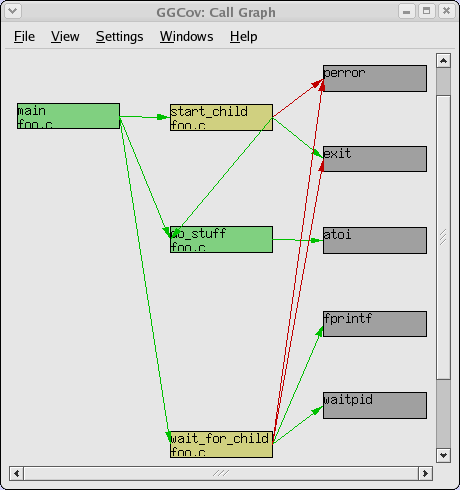 GGCov: Call Graph
File View Settings Windows Help
perror
main
foo.c
start_child
foo.c
exit
do_stuff
foo.c
atoi
fprintf
waitpid
wait_for_child
foo.c